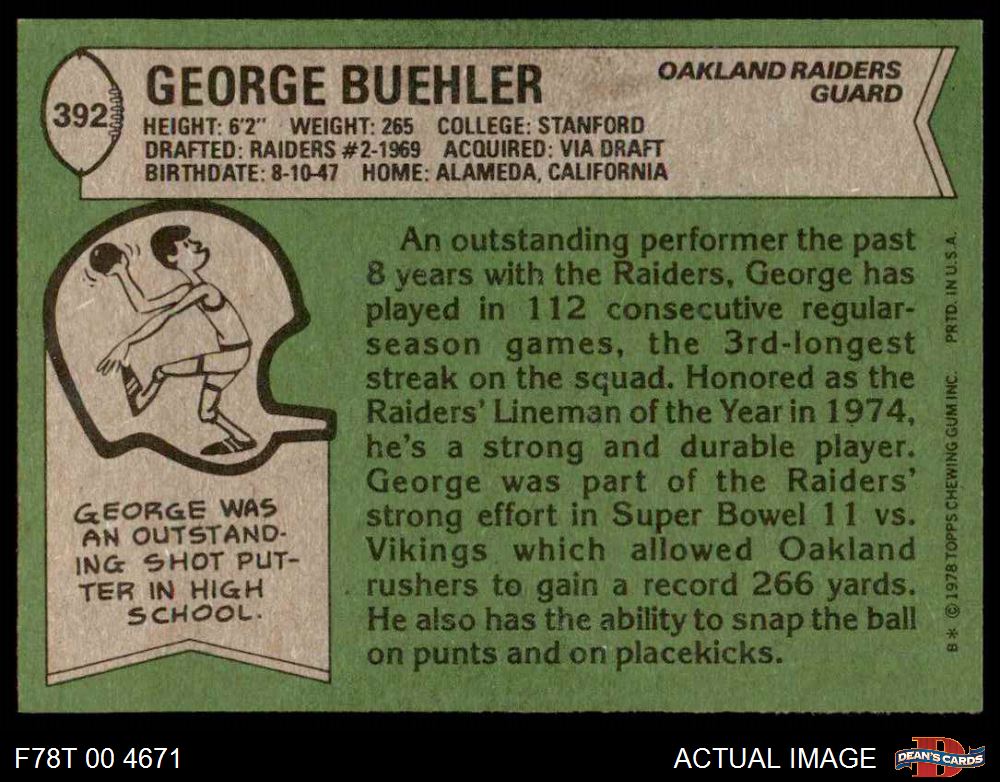 392
GEORGE BUEHLER
OAKLAND RAIDERS
GUARD
HEIGHT: 6'2" WEIGHT: 265 COLLEGE: STANFORD
DRAFTED: RAIDERS #2-1969 ACQUIRED: VIA DRAFT
BIRTHDATE: 8-10-47 HOME: ALAMEDA, CALIFORNIA
GEORGE WAS
AN OUTSTAND-
ING SHOT PUT-
TER IN HIGH
SCHOOL.
An outstanding performer the past
8 years with the Raiders, George has
played in 112 consecutive regular-
season games, the 3rd-longest
streak on the squad. Honored as the
Raiders' Lineman of the Year in 1974,
he's a strong and durable player.
George was part of the Raiders'
strong effort in Super Bowel 11 vs.
Vikings which allowed Oakland
rushers to gain a record 266 yards.
He also has the ability to snap the ball
on punts and on placekicks.
B* © 1978 TOPPS CHEWING GUM INC. PRTD. IN U.S.A.
F78T 00 4671
ACTUAL IMAGE
D
DEAN'S CARDS